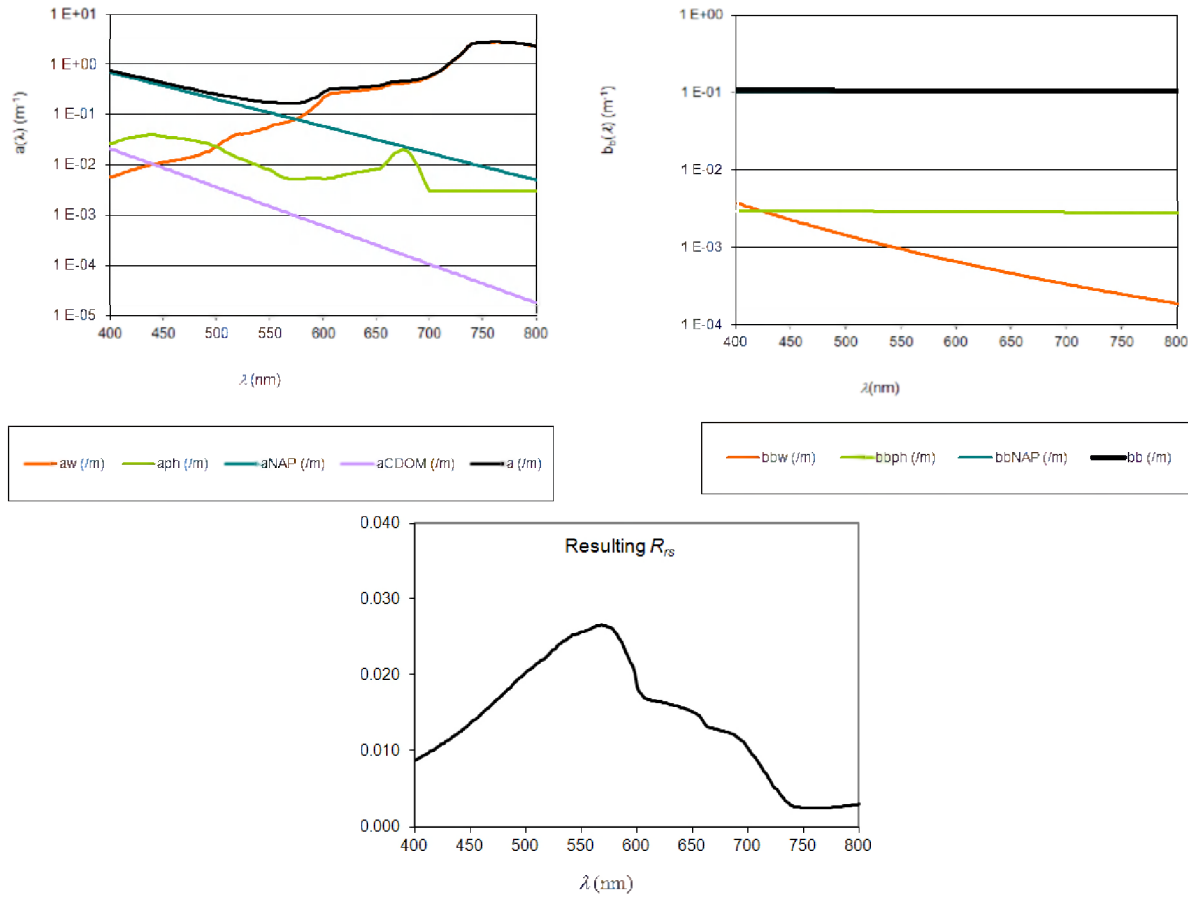 1 E+01
1 E+00
1 E-01
1 E-02
1 E-03
1 E-04
1 E-05
a(λ) (m⁻¹)
400 450 500 550 600 650 700 750 800
λ (nm)
aw (/m) aph (/m) aNAP (/m) aCDOM (/m) a (/m)
1 E+00
1 E-01
1 E-02
1 E-03
1 E-04
b_b(λ) (m⁻¹)
400 450 500 550 600 650 700 750 800
λ(nm)
bbw (/m) bbph (/m) bbNAP (/m) bb (/m)
Resulting R_rs
0.040
0.030
0.020
0.010
0.000
400 450 500 550 600 650 700 750 800
λ (nm)